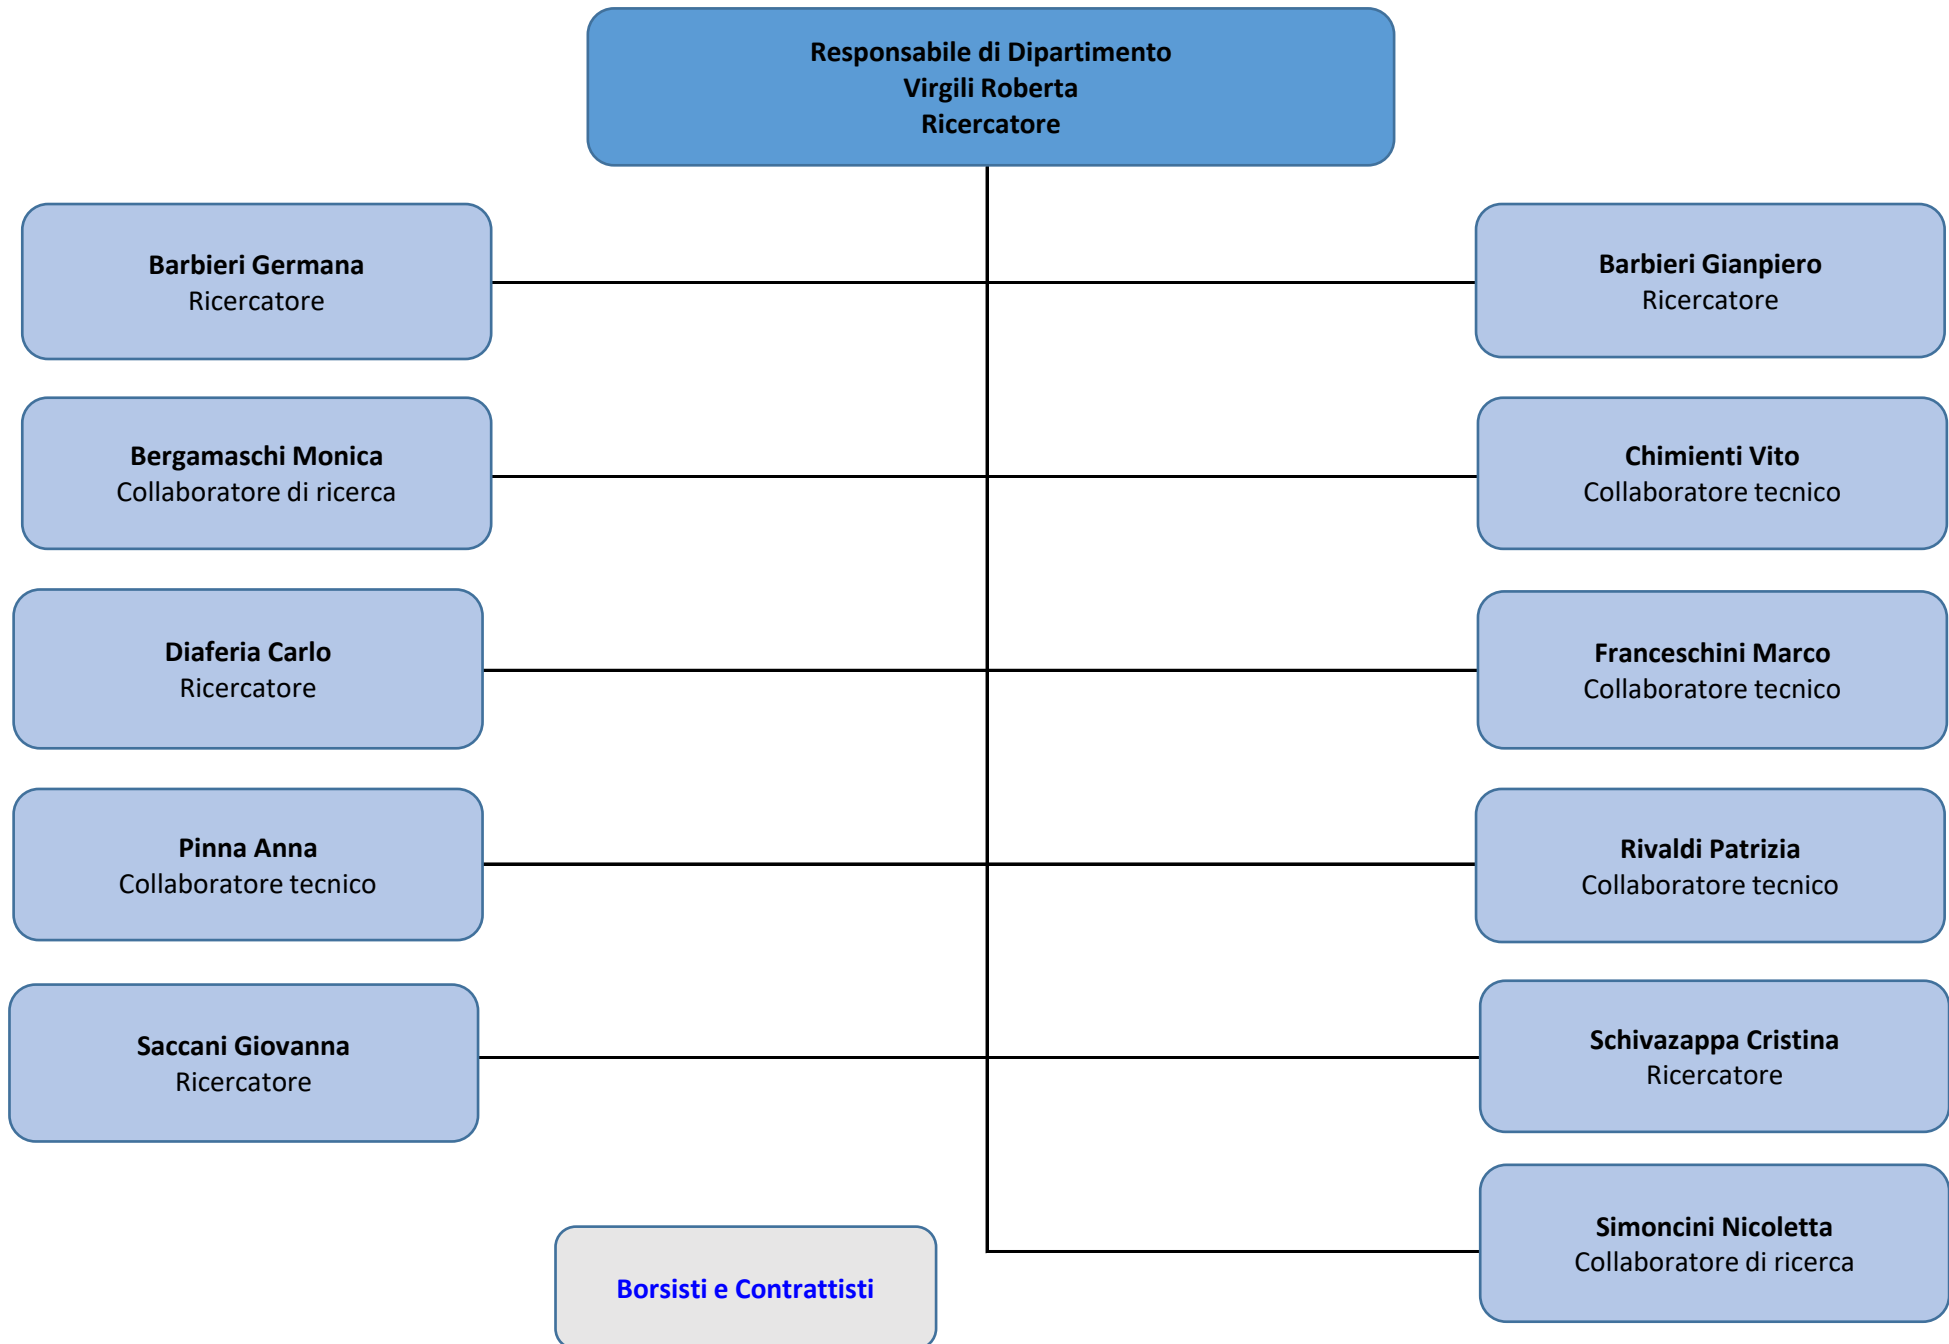 Responsabile di Dipartimento
Virgili Roberta
Ricercatore
Barbieri Germana
Ricercatore
Barbieri Gianpiero
Ricercatore
Bergamaschi Monica
Collaboratore di ricerca
Chimienti Vito
Collaboratore tecnico
Diaferia Carlo
Ricercatore
Franceschini Marco
Collaboratore tecnico
Pinna Anna
Collaboratore tecnico
Rivaldi Patrizia
Collaboratore tecnico
Saccani Giovanna
Ricercatore
Schivazappa Cristina
Ricercatore
Simoncini Nicoletta
Collaboratore di ricerca
Borsisti e Contrattisti